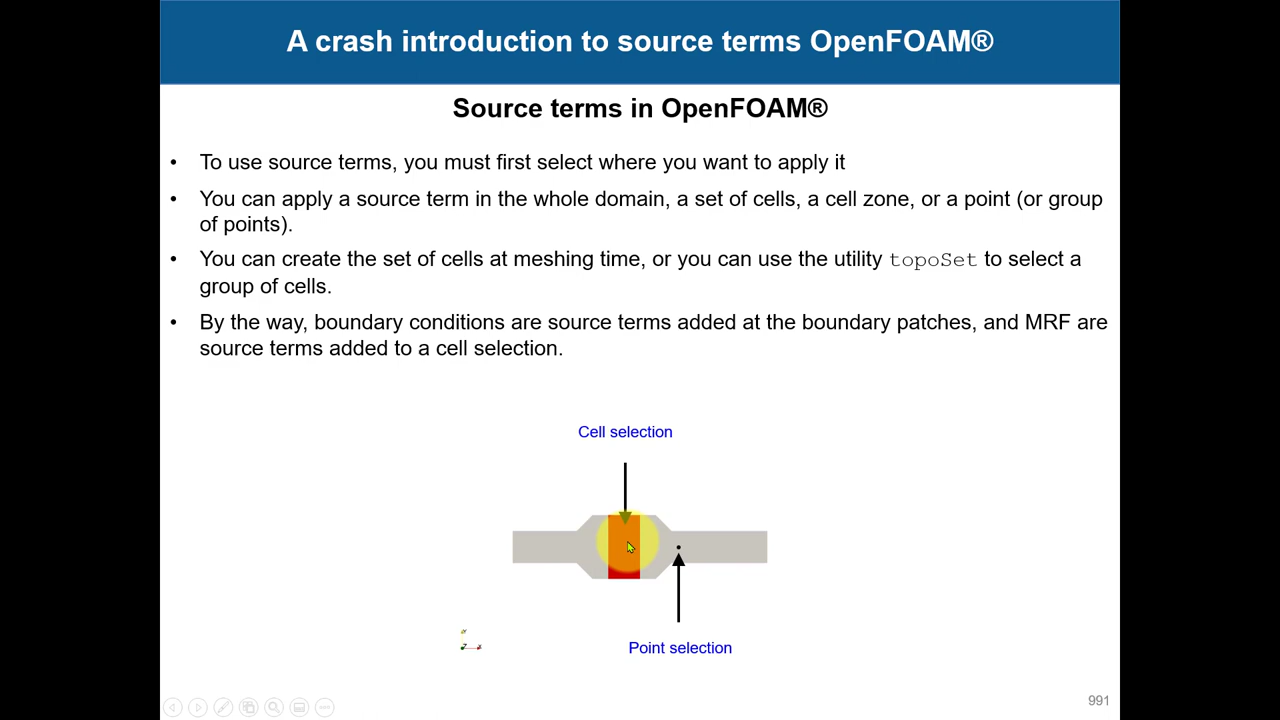 A crash introduction to source terms OpenFOAM®
Source terms in OpenFOAM®
• To use source terms, you must first select where you want to apply it
• You can apply a source term in the whole domain, a set of cells, a cell zone, or a point (or group
of points).
• You can create the set of cells at meshing time, or you can use the utility topoSet to select a
group of cells.
• By the way, boundary conditions are source terms added at the boundary patches, and MRF are
source terms added to a cell selection.
Cell selection
Point selection
991